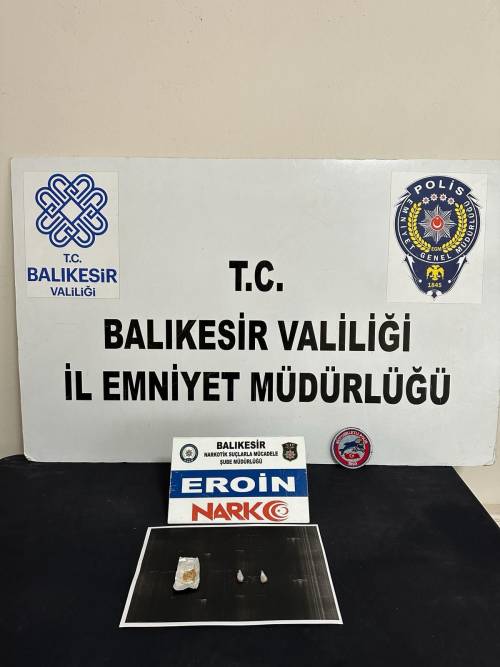 T.C.
BALIKESİR
VALİLİĞİ
POLİS
EMNİYET GENEL MÜDÜRLÜĞÜ
EGM
1845
T.C.
BALIKESİR VALİLİĞİ
İL EMNİYET MÜDÜRLÜĞÜ
BALIKESİR
NARKOTİK SUÇLARLA MÜCADELE
ŞUBE MÜDÜRLÜĞÜ
EROİN
NARKO